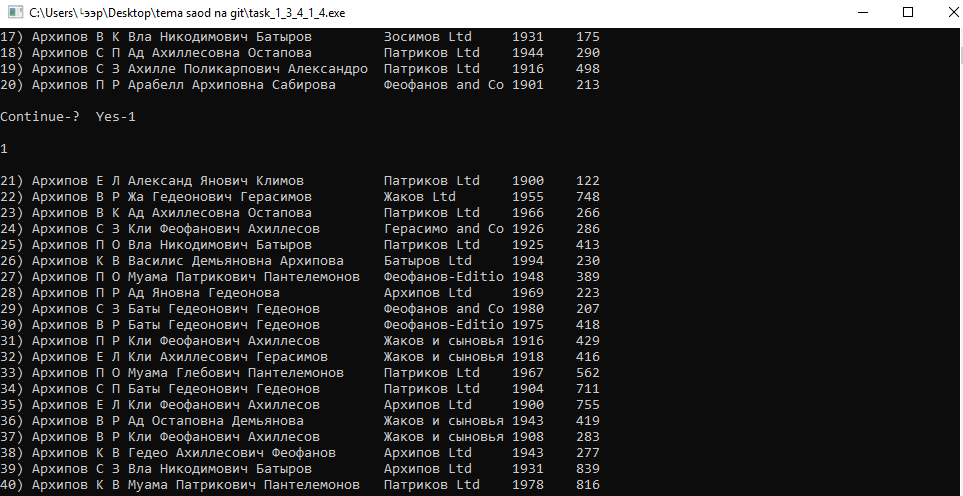 C:\Users\└ээр\Desktop\tema saod na git\task_1_3_4_1_4.exe
17) Архипов В К Вла Никодимович Батыров Зосимов Ltd 1931 175
18) Архипов С П Ад Ахиллесовна Остапова Патриков Ltd 1944 290
19) Архипов С З Ахилле Поликарпович Александро Патриков Ltd 1916 498
20) Архипов П Р Арабелл Архиповна Сабирова Феофанов and Co 1901 213
Continue-? Yes-1
1
21) Архипов Е Л Александ Янович Климов Патриков Ltd 1900 122
22) Архипов В Р Жа Гедеонович Герасимов Жаков Ltd 1955 748
23) Архипов В К Ад Ахиллесовна Остапова Патриков Ltd 1966 266
24) Архипов С З Кли Феофанович Ахиллесов Герасимо and Co 1926 286
25) Архипов П О Вла Никодимович Батыров Патриков Ltd 1925 413
26) Архипов К В Василис Демьяновна Архипова Батыров Ltd 1994 230
27) Архипов П О Муама Патрикович Пантелемонов Феофанов-Editio 1948 389
28) Архипов П Р Ад Яновна Гедеонова Архипов Ltd 1969 223
29) Архипов С З Баты Гедеонович Гедеонов Феофанов and Co 1980 207
30) Архипов В Р Баты Гедеонович Гедеонов Феофанов-Editio 1975 418
31) Архипов П Р Кли Феофанович Ахиллесов Жаков и сыновья 1916 429
32) Архипов Е Л Кли Ахиллесович Герасимов Жаков и сыновья 1918 416
33) Архипов П О Муама Глебович Пантелемонов Патриков Ltd 1967 562
34) Архипов С П Баты Гедеонович Гедеонов Патриков Ltd 1904 711
35) Архипов Е Л Кли Феофанович Ахиллесов Архипов Ltd 1900 755
36) Архипов В Р Ад Остаповна Демьянова Жаков и сыновья 1943 419
37) Архипов В Р Кли Феофанович Ахиллесов Жаков и сыновья 1908 283
38) Архипов К В Гедео Ахиллесович Феофанов Архипов Ltd 1943 277
39) Архипов С З Вла Никодимович Батыров Архипов Ltd 1931 839
40) Архипов К В Муама Патрикович Пантелемонов Патриков Ltd 1978 816